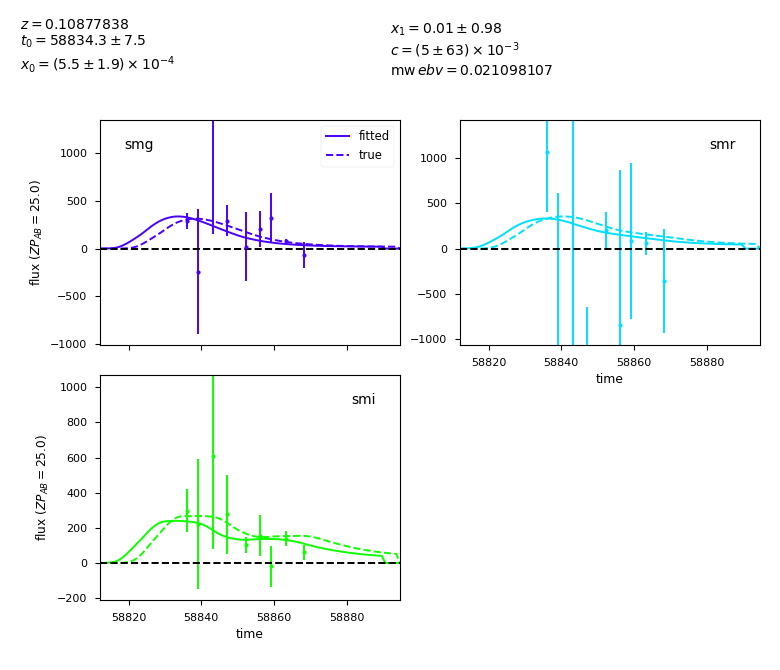 z = 0.10877838
t₀ = 58834.3 ± 7.5
x₀ = (5.5 ± 1.9) × 10⁻⁴
x₁ = 0.01 ± 0.98
c = (5 ± 63) × 10⁻³
mw ebv = 0.021098107
smg
fitted
true
flux (ZP_AB = 25.0)
1000
500
0
−500
−1000
smr
1000
500
0
−500
−1000
58820 58840 58860 58880
time
smi
flux (ZP_AB = 25.0)
1000
800
600
400
200
0
−200
58820 58840 58860 58880
time